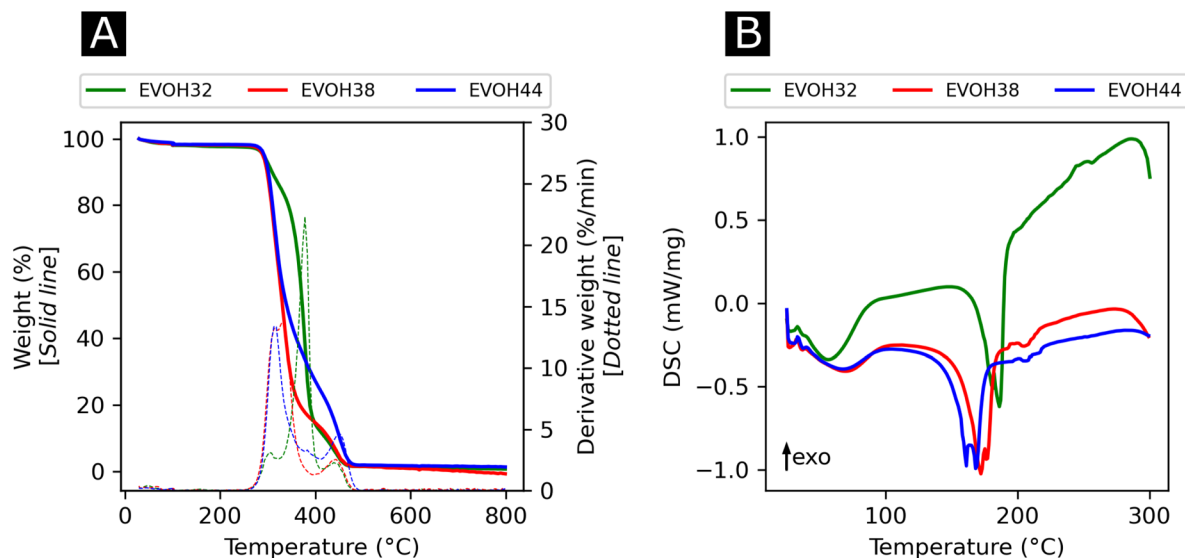 A
EVOH32 EVOH38 EVOH44
100
80
60
40
20
0
Weight (%)
[Solid line]
30
25
20
15
10
5
0
Derivative weight (%/min)
[Dotted line]
0 200 400 600 800
Temperature (°C)
B
EVOH32 EVOH38 EVOH44
1.0
0.5
0.0
−0.5
−1.0
DSC (mW/mg)
exo
100 200 300
Temperature (°C)